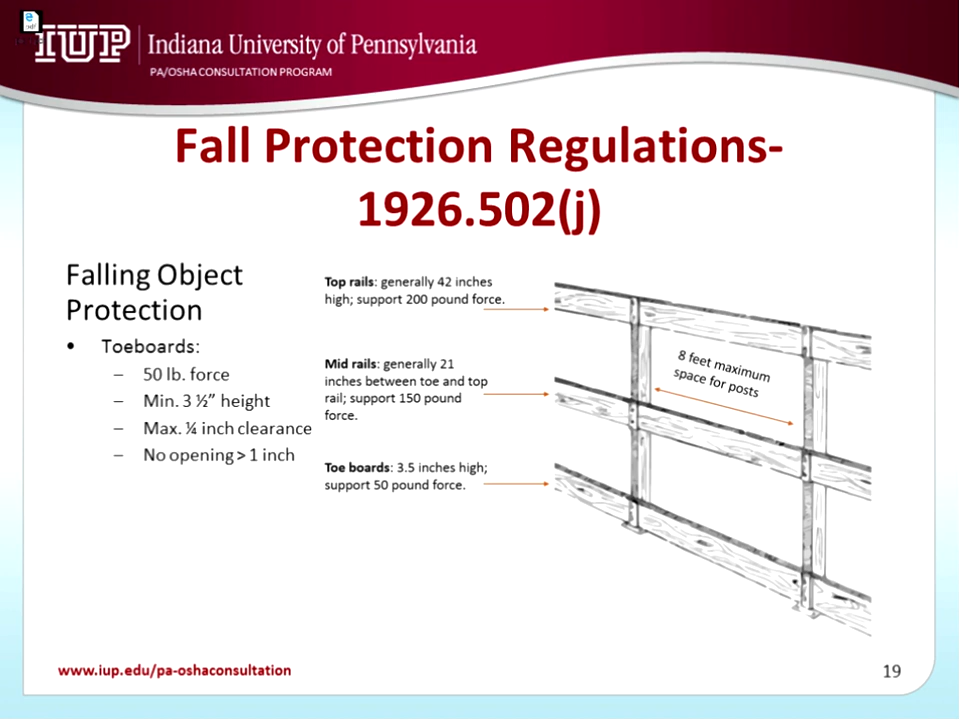 IUP
Indiana University of Pennsylvania
PA/OSHA CONSULTATION PROGRAM
Fall Protection Regulations-
1926.502(j)
Falling Object
Protection
• Toeboards:
– 50 lb. force
– Min. 3 ½” height
– Max. ¼ inch clearance
– No opening > 1 inch
Top rails: generally 42 inches
high; support 200 pound force.
Mid rails: generally 21
inches between toe and top
rail; support 150 pound
force.
Toe boards: 3.5 inches high;
support 50 pound force.
8 feet maximum
space for posts
www.iup.edu/pa-oshaconsultation
19